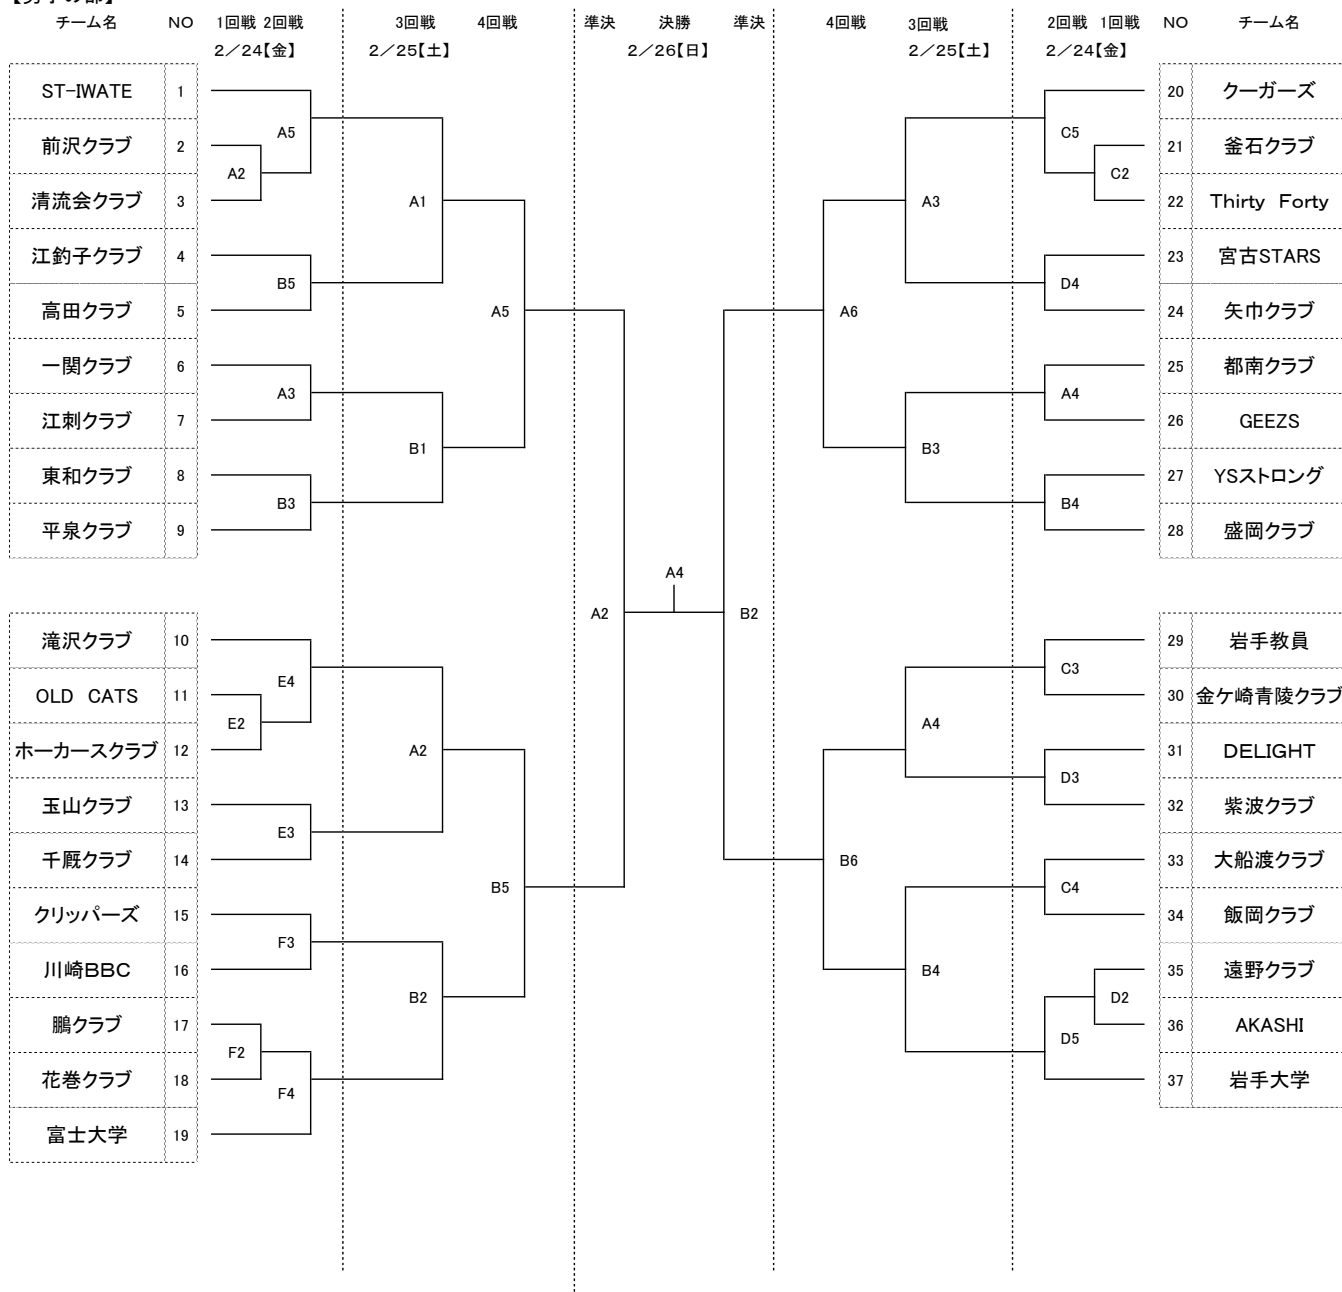 【男子の部】
チーム名 NO 1回戦 2回戦 3回戦 4回戦 準決 決勝 準決 4回戦 3回戦 2回戦 1回戦 NO チーム名
2/24【金】 2/25【土】 2/26【日】 2/25【土】 2/24【金】
ST-IWATE 1 20 クーガーズ
A5 C5
前沢クラブ 2 21 釜石クラブ
A2 C2
清流会クラブ 3 A1 A3 22 Thirty Forty
江釣子クラブ 4 23 宮古STARS
B5 D4
高田クラブ 5 A5 A6 24 矢巾クラブ
一関クラブ 6 25 都南クラブ
A3 A4
江刺クラブ 7 26 GEEZS
B1 B3
東和クラブ 8 27 YSストロング
B3 B4
平泉クラブ 9 28 盛岡クラブ
A4
A2 B2
滝沢クラブ 10 29 岩手教員
E4 C3
OLD CATS 11 30 金ケ崎青陵クラブ
E2 A4
ホーカースクラブ 12 A2 31 DELIGHT
D3
玉山クラブ 13 32 紫波クラブ
E3
千厩クラブ 14 B6 33 大船渡クラブ
B5 C4
クリッパーズ 15 34 飯岡クラブ
F3
川崎BBC 16 B4 35 遠野クラブ
B2 D2
鵬クラブ 17 36 AKASHI
F2 D5
花巻クラブ 18 37 岩手大学
F4
富士大学 19